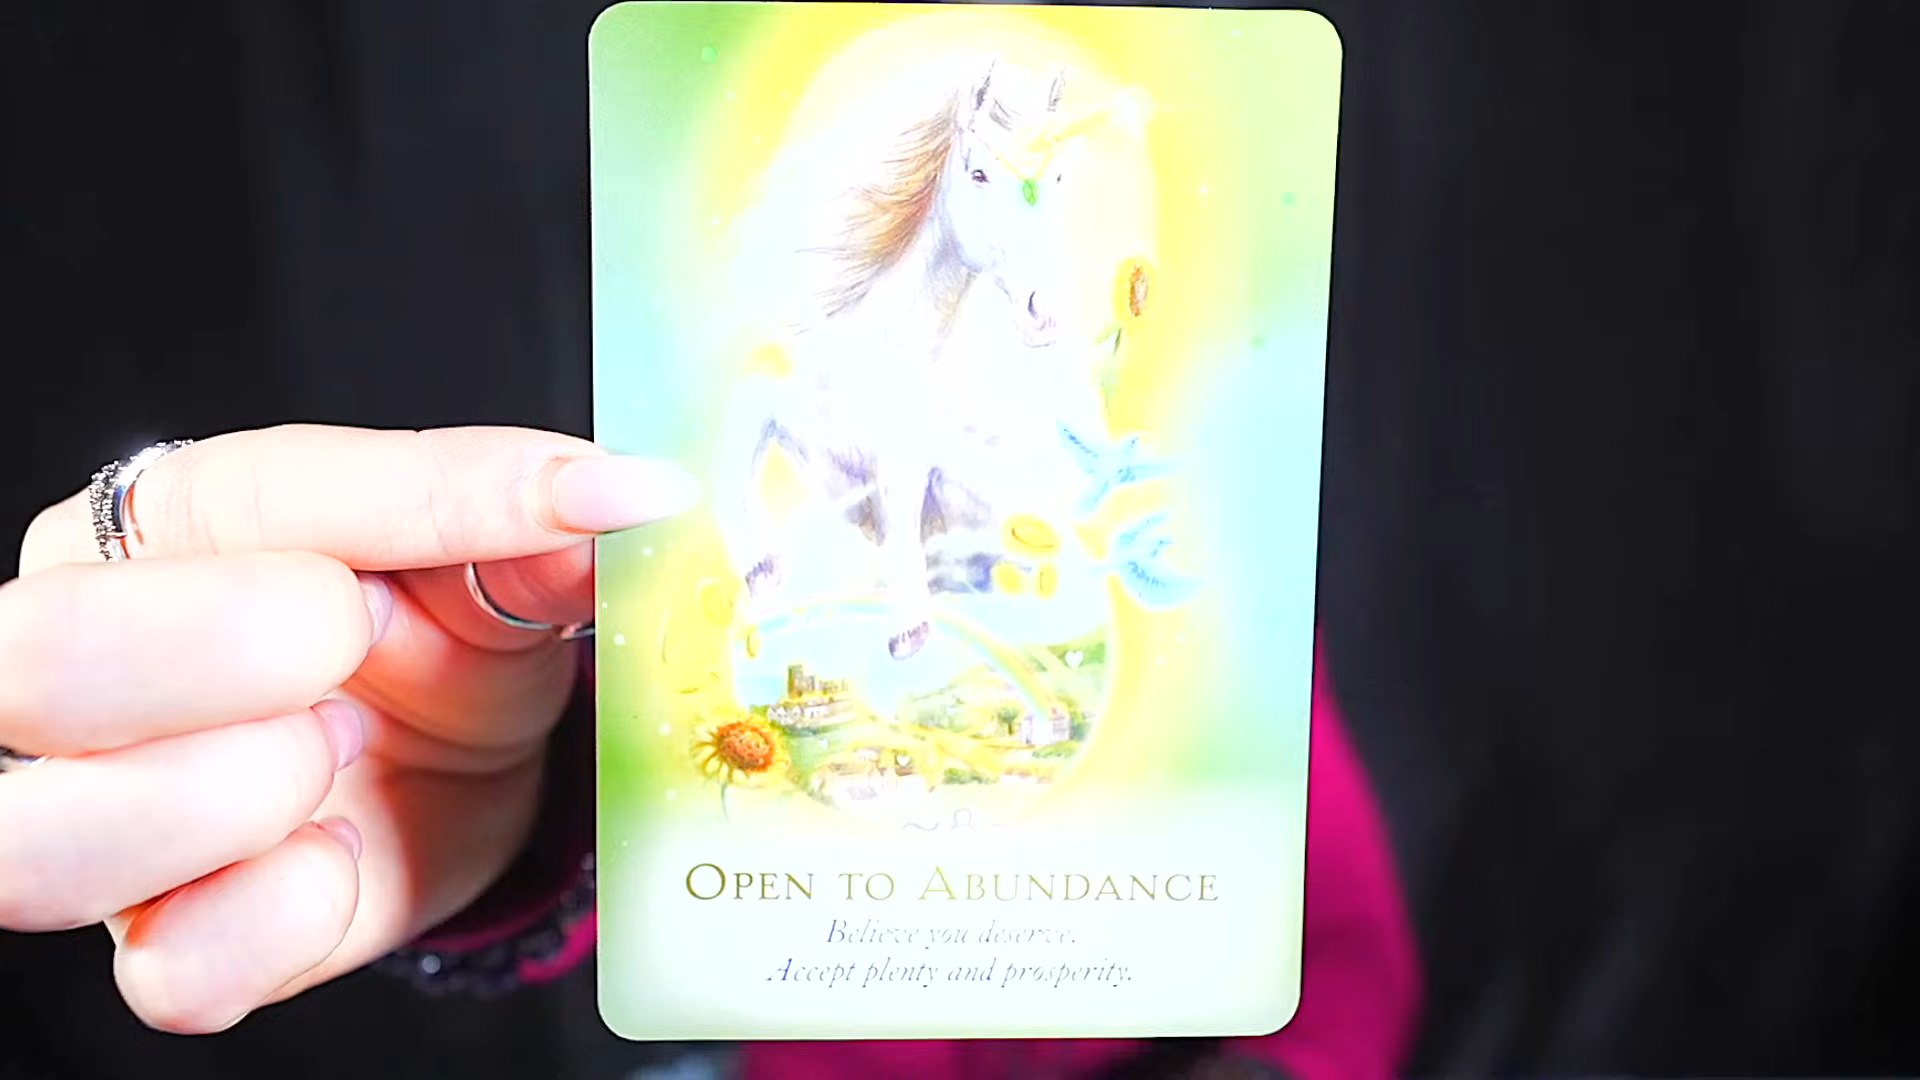 Open to Abundance
Believe you deserve.
Accept plenty and prosperity.